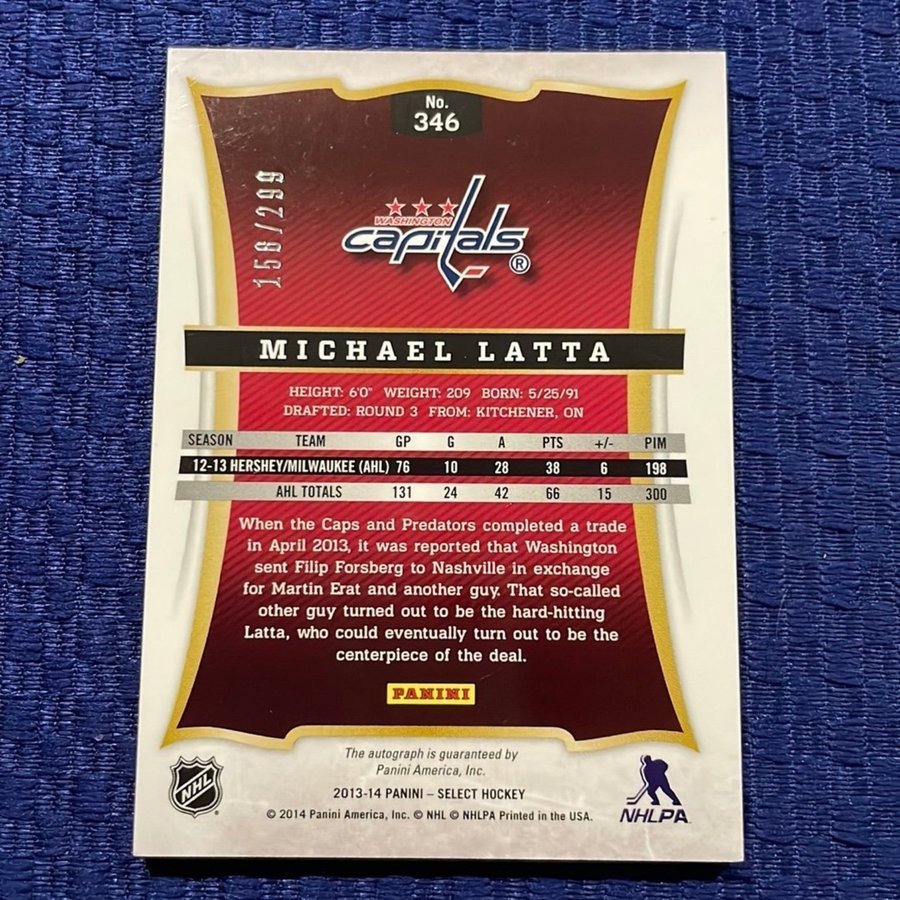 No.
346
156/299
WASHINGTON
capitals
®
MICHAEL LATTA
HEIGHT: 6'0" WEIGHT: 209 BORN: 5/25/91
DRAFTED: ROUND 3 FROM: KITCHENER, ON
SEASON TEAM GP G A PTS +/- PIM
12-13 HERSHEY/MILWAUKEE (AHL) 76 10 28 38 6 198
AHL TOTALS 131 24 42 66 15 300
When the Caps and Predators completed a trade
in April 2013, it was reported that Washington
sent Filip Forsberg to Nashville in exchange
for Martin Erat and another guy. That so-called
other guy turned out to be the hard-hitting
Latta, who could eventually turn out to be the
centerpiece of the deal.
PANINI
The autograph is guaranteed by
Panini America, Inc.
2013-14 PANINI – SELECT HOCKEY
© 2014 Panini America, Inc. © NHL © NHLPA Printed in the USA.
NHL
NHLPA